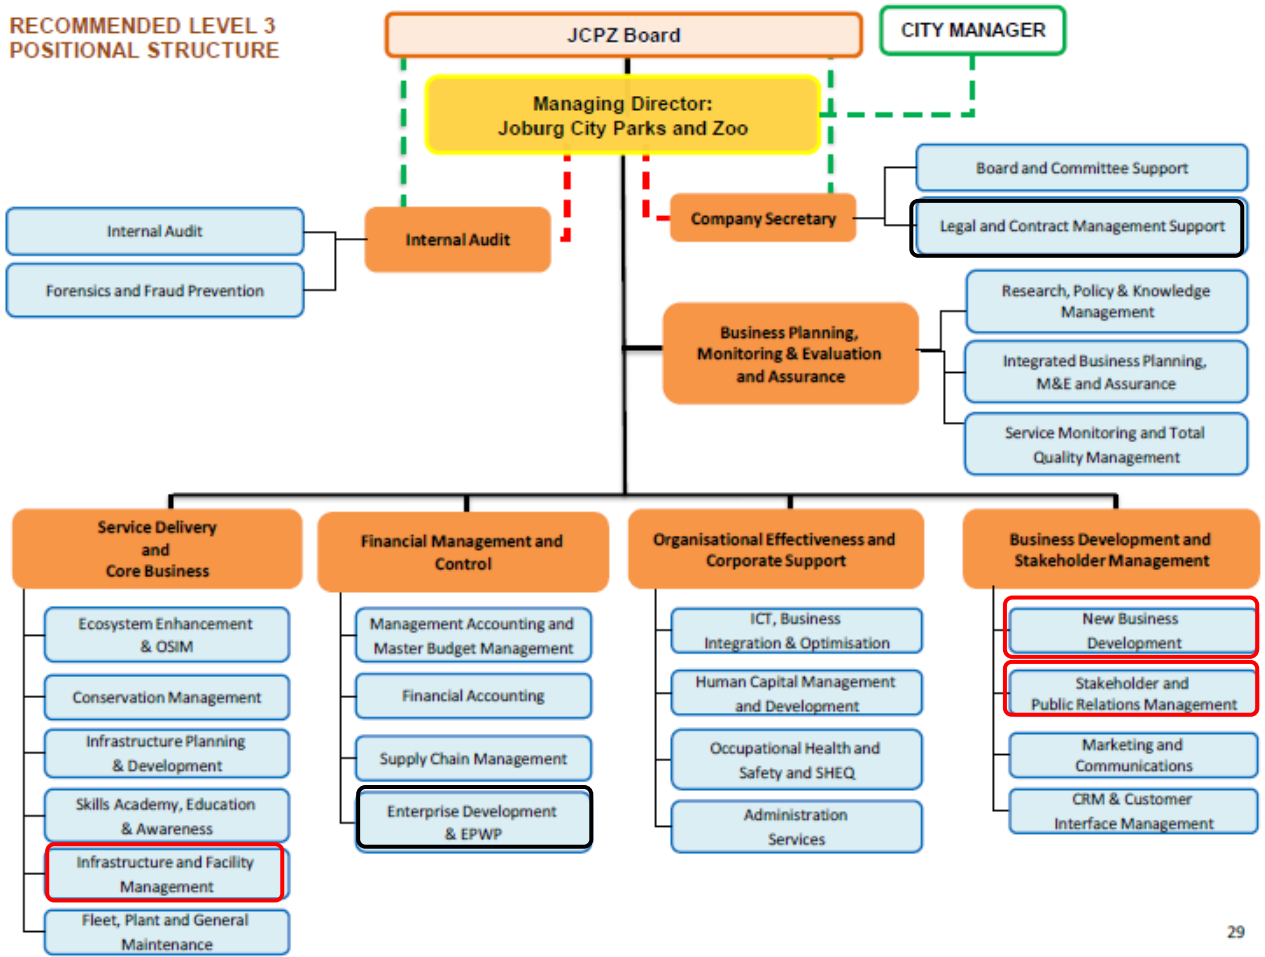 RECOMMENDED LEVEL 3
POSITIONAL STRUCTURE
JCPZ Board
CITY MANAGER
Managing Director:
Joburg City Parks and Zoo
Internal Audit
Forensics and Fraud Prevention
Internal Audit
Company Secretary
Board and Committee Support
Legal and Contract Management Support
Business Planning,
Monitoring & Evaluation
and Assurance
Research, Policy & Knowledge
Management
Integrated Business Planning,
M&E and Assurance
Service Monitoring and Total
Quality Management
Service Delivery
and
Core Business
Ecosystem Enhancement
& OSIM
Conservation Management
Infrastructure Planning
& Development
Skills Academy, Education
& Awareness
Infrastructure and Facility
Management
Fleet, Plant and General
Maintenance
Financial Management and
Control
Management Accounting and
Master Budget Management
Financial Accounting
Supply Chain Management
Enterprise Development
& EPWP
Organisational Effectiveness and
Corporate Support
ICT, Business
Integration & Optimisation
Human Capital Management
and Development
Occupational Health and
Safety and SHEQ
Administration
Services
Business Development and
Stakeholder Management
New Business
Development
Stakeholder and
Public Relations Management
Marketing and
Communications
CRM & Customer
Interface Management
29